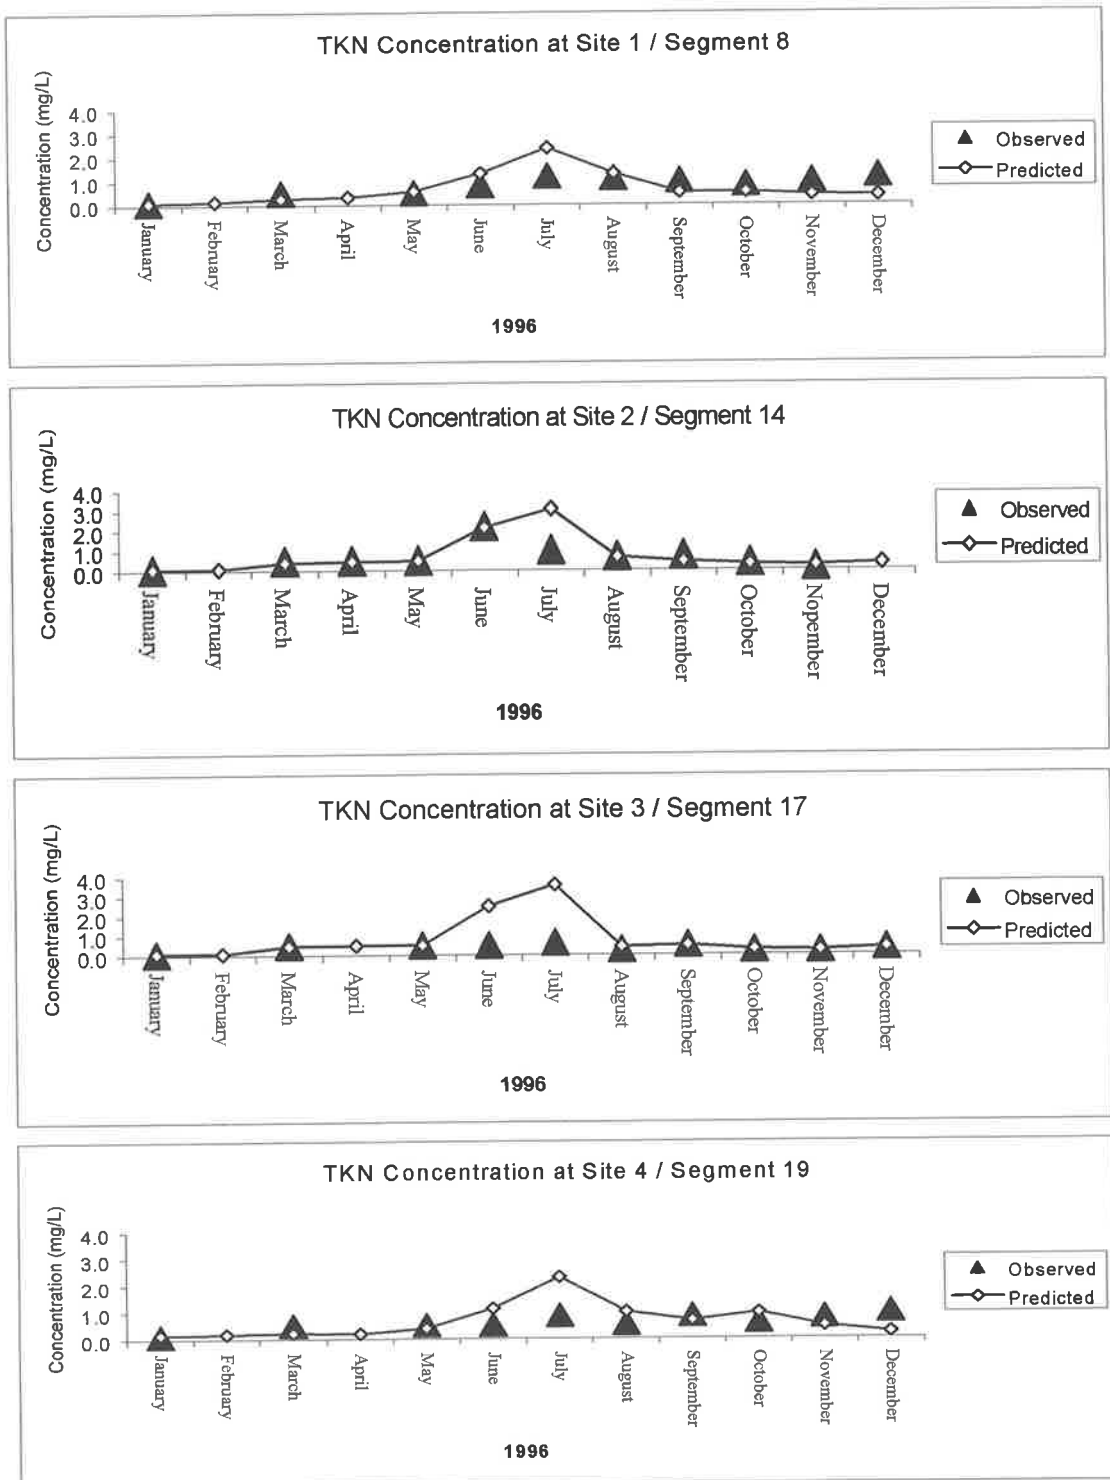 TKN Concentration at Site 1 / Segment 8
Concentration (mg/L)
4.0
3.0
2.0
1.0
0.0
January
February
March
April
May
June
July
August
September
October
November
December
1996
Observed
Predicted
TKN Concentration at Site 2 / Segment 14
Concentration (mg/L)
4.0
3.0
2.0
1.0
0.0
January
February
March
April
May
June
July
August
September
October
Nopember
December
1996
Observed
Predicted
TKN Concentration at Site 3 / Segment 17
Concentration (mg/L)
4.0
3.0
2.0
1.0
0.0
January
February
March
April
May
June
July
August
September
October
November
December
1996
Observed
Predicted
TKN Concentration at Site 4 / Segment 19
Concentration (mg/L)
4.0
3.0
2.0
1.0
0.0
January
February
March
April
May
June
July
August
September
October
November
December
1996
Observed
Predicted